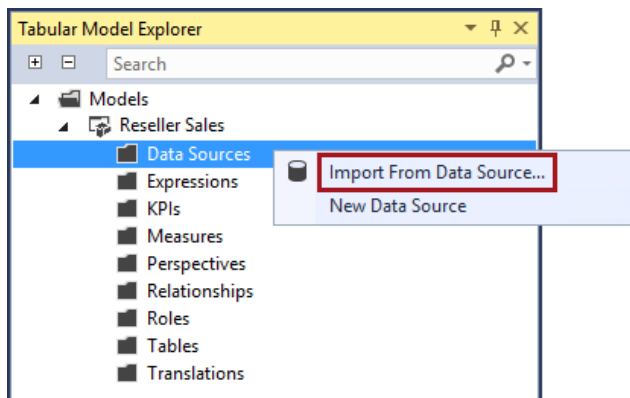 Tabular Model Explorer
Search
Models
Reseller Sales
Data Sources
Import From Data Source...
Expressions
New Data Source
KPIs
Measures
Perspectives
Relationships
Roles
Tables
Translations